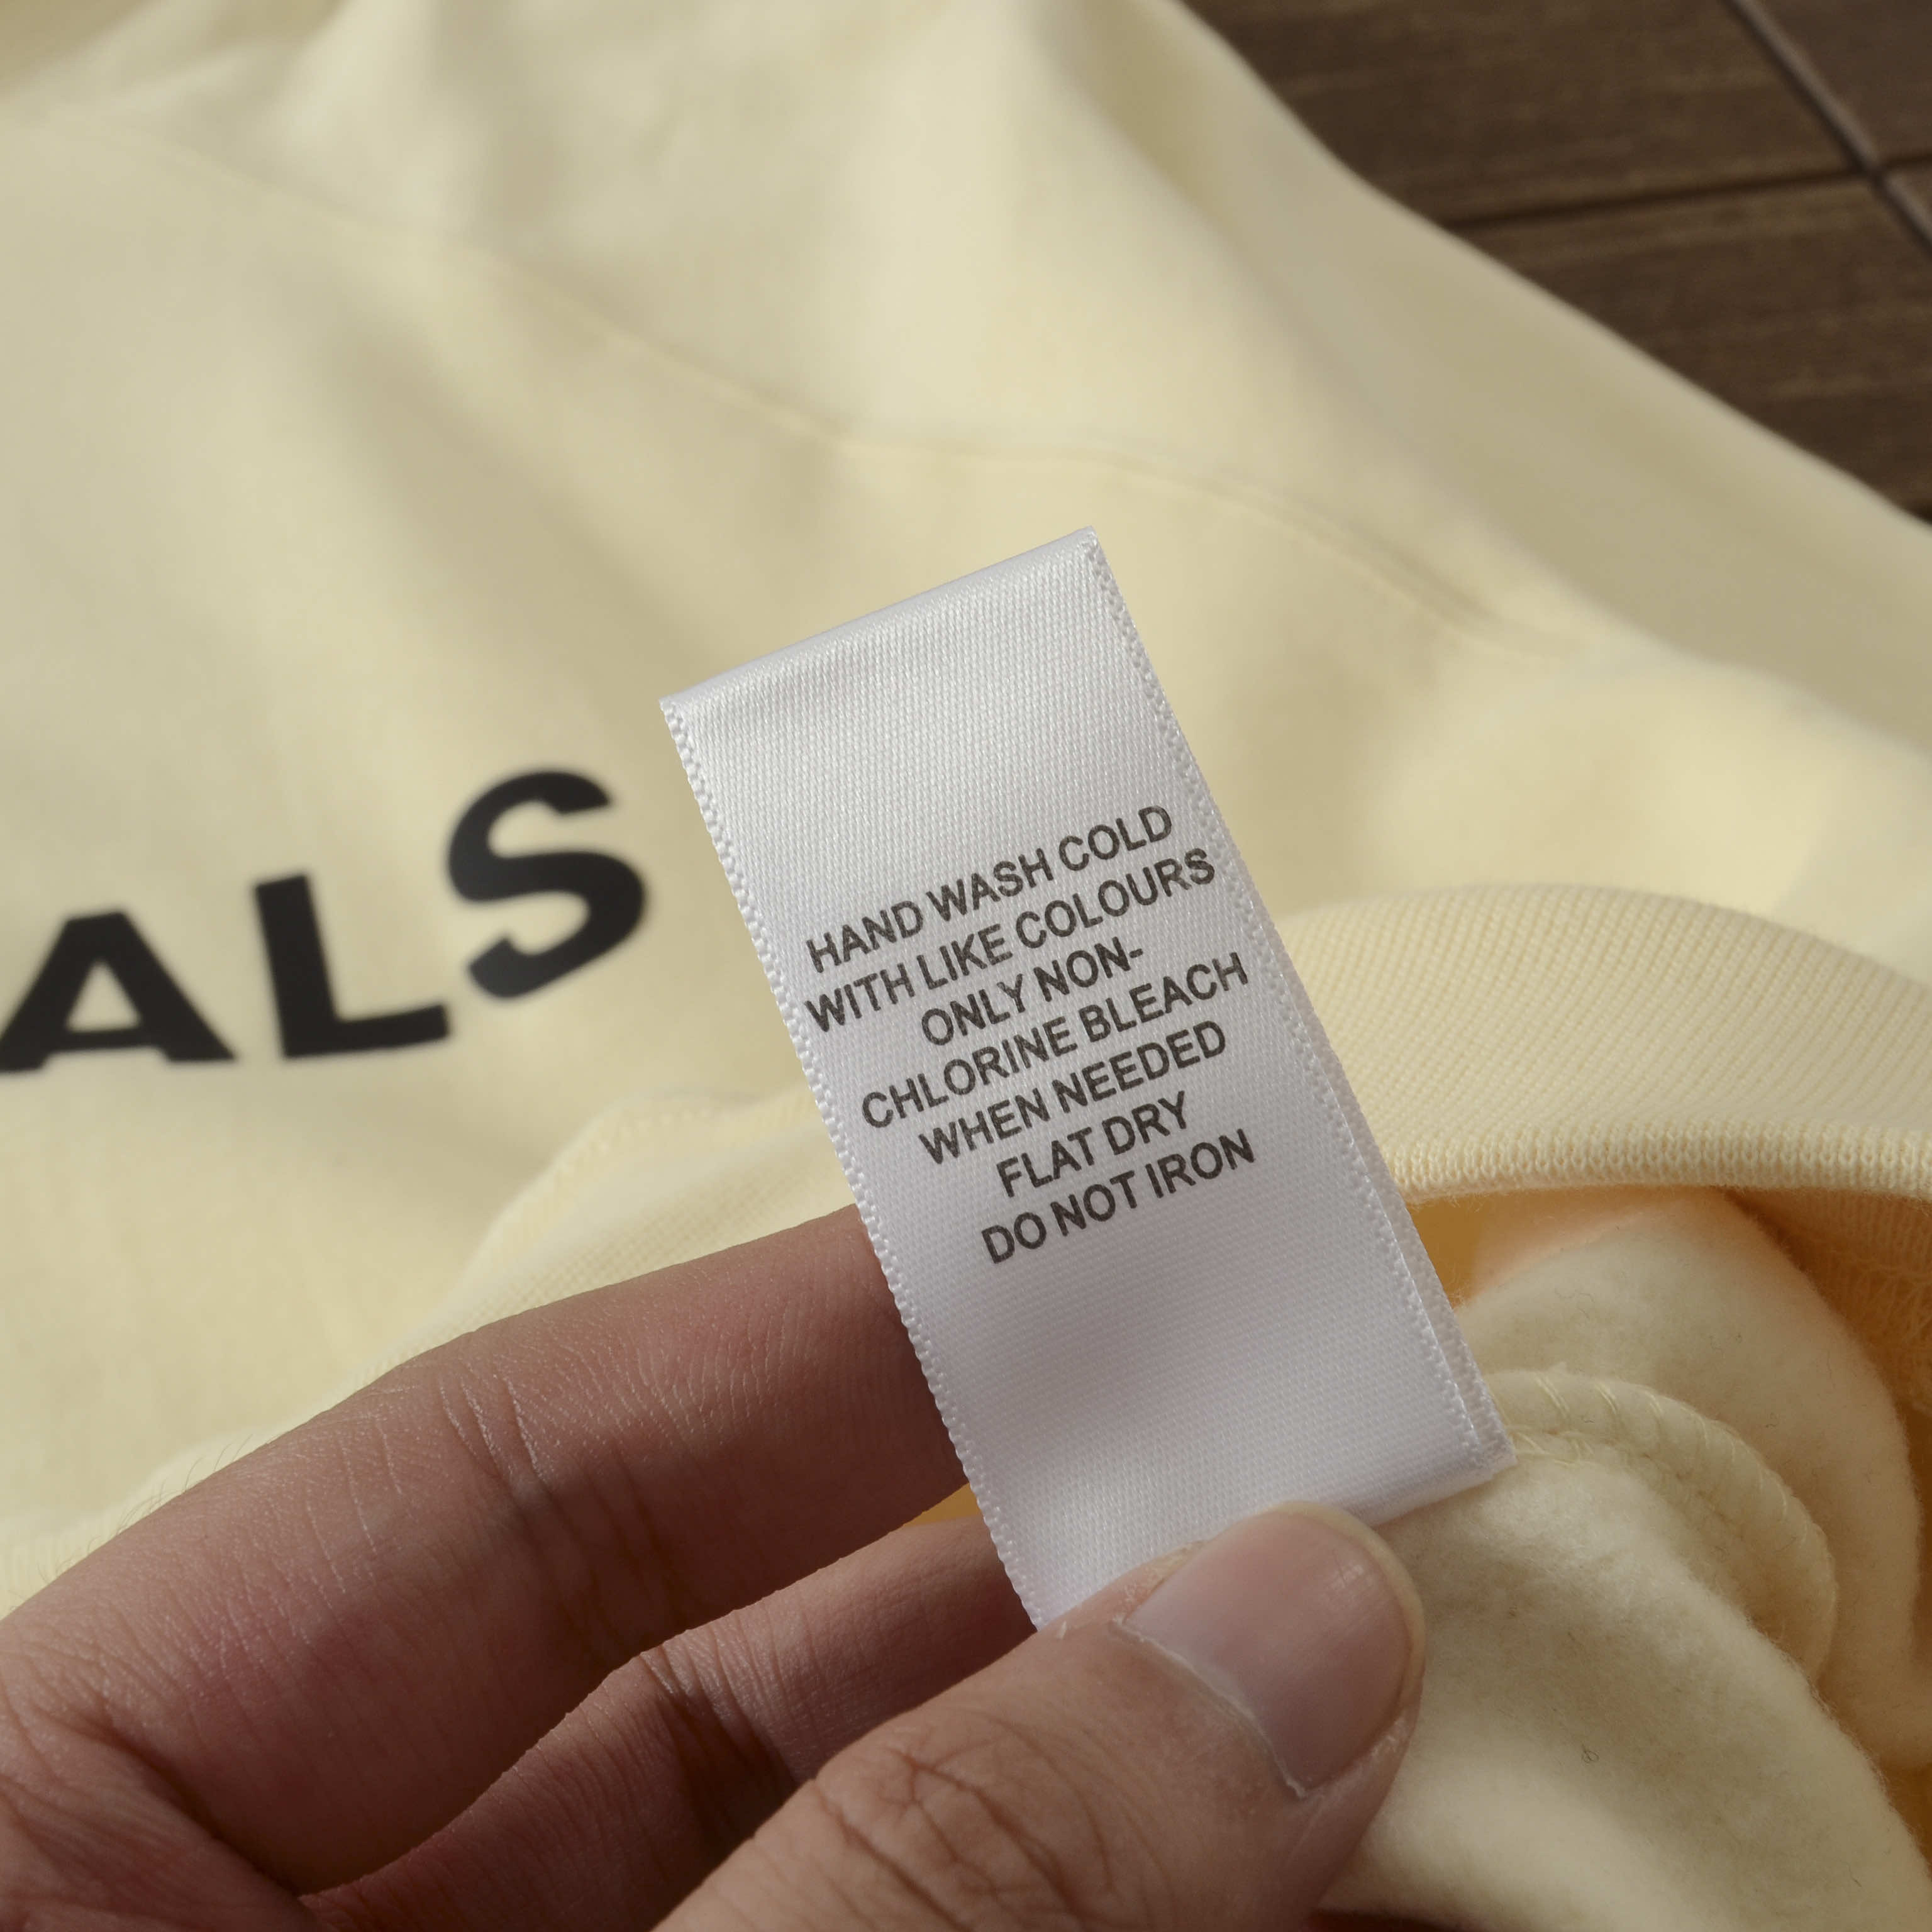 ALS
HAND WASH COLD
WITH LIKE COLOURS
ONLY NON-
CHLORINE BLEACH
WHEN NEEDED
FLAT DRY
DO NOT IRON